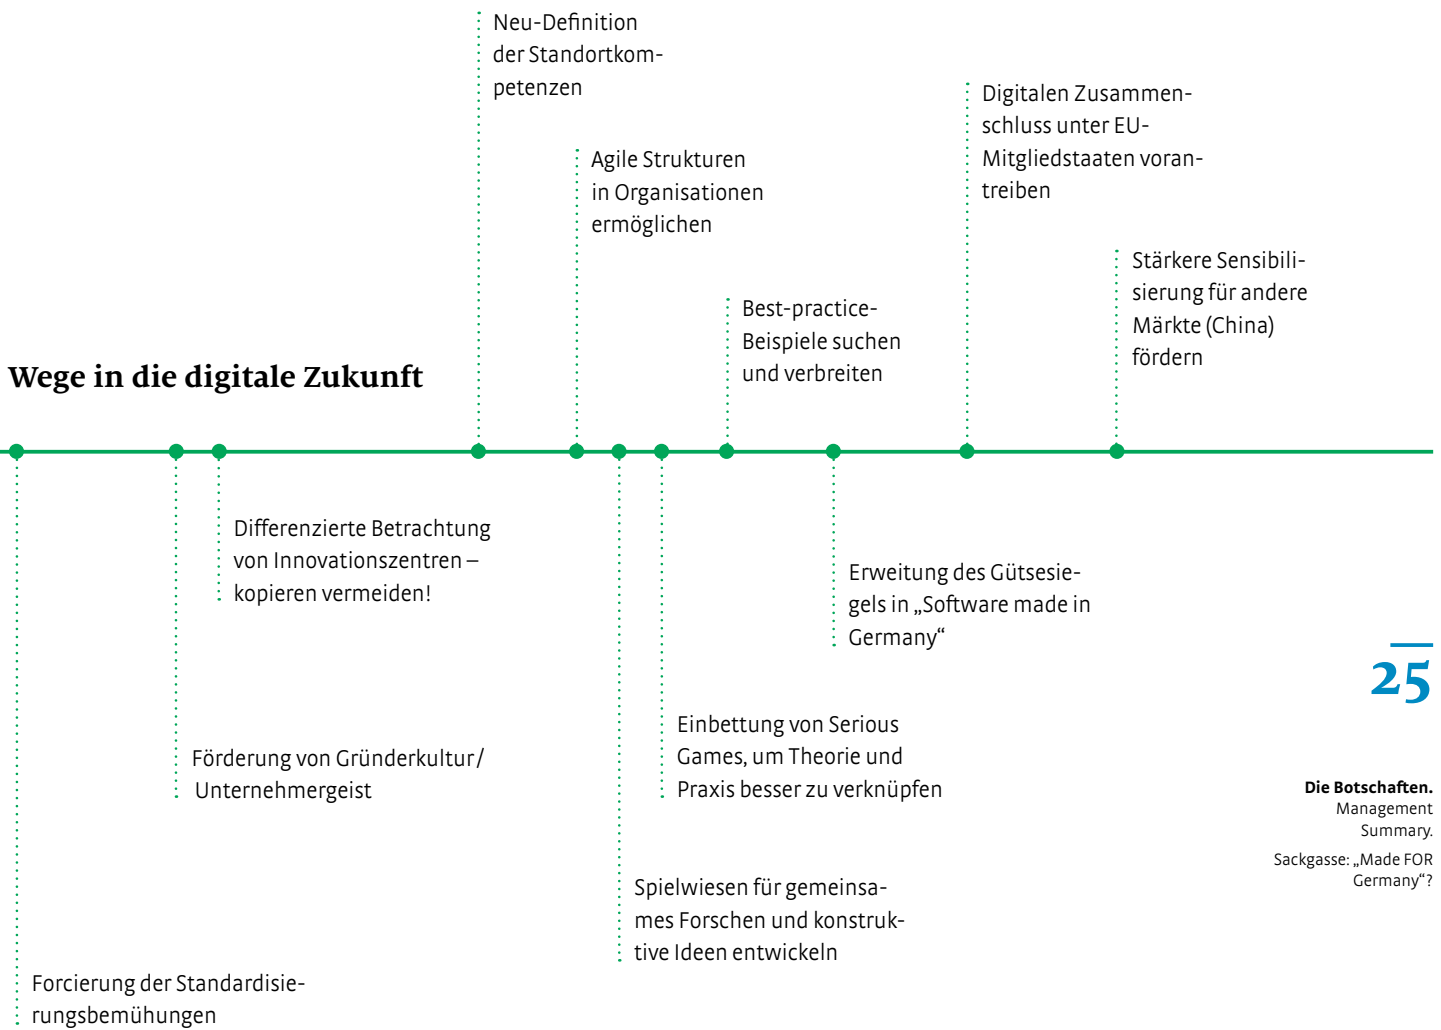 Neu-Definition
der Standortkom-
petenzen
Agile Strukturen
in Organisationen
ermöglichen
Best-practice-
Beispiele suchen
und verbreiten
Digitalen Zusammen-
schluss unter EU-
Mitgliedstaaten voran-
treiben
Stärkere Sensibili-
sierung für andere
Märkte (China)
fördern
Wege in die digitale Zukunft
Differenzierte Betrachtung
von Innovationszentren –
kopieren vermeiden!
Förderung von Gründerkultur/
Unternehmergeist
Forcierung der Standardisie-
rungsbemühungen
Erweitung des Gütsesie-
gels in „Software made in
Germany“
Einbettung von Serious
Games, um Theorie und
Praxis besser zu verknüpfen
Spielwiesen für gemeinsa-
mes Forschen und konstruk-
tive Ideen entwickeln
25
Die Botschaften.
Management
Summary.
Sackgasse: „Made FOR
Germany“?